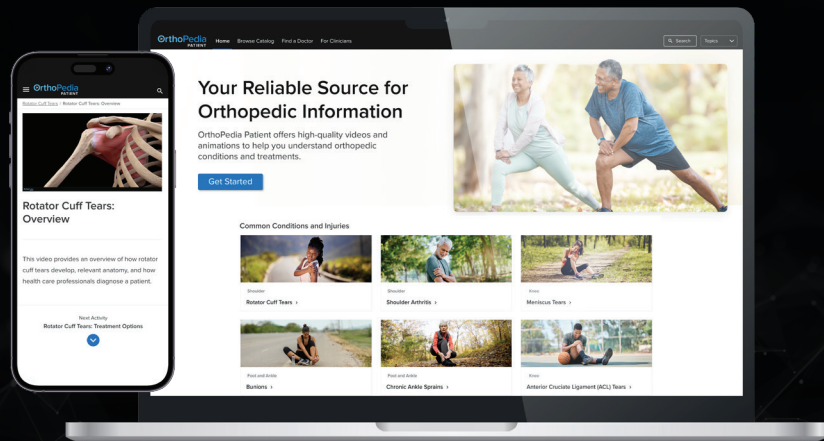 OrthoPedia
PATIENT
Rotator Cuff Tears / Rotator Cuff Tears: Overview
Rotator Cuff Tears:
Overview
This video provides an overview of how rotator
cuff tears develop, relevant anatomy, and how
health care professionals diagnose a patient.
Next Activity
Rotator Cuff Tears: Treatment Options
OrthoPedia
PATIENT
Home Browse Catalog Find a Doctor For Clinicians
Search Topics
Your Reliable Source for
Orthopedic Information
OrthoPedia Patient offers high-quality videos and
animations to help you understand orthopedic
conditions and treatments.
Get Started
Common Conditions and Injuries
Shoulder
Rotator Cuff Tears
Shoulder
Shoulder Arthritis
Knee
Meniscus Tears
Foot and Ankle
Bunions
Foot and Ankle
Chronic Ankle Sprains
Knee
Anterior Cruciate Ligament (ACL) Tears